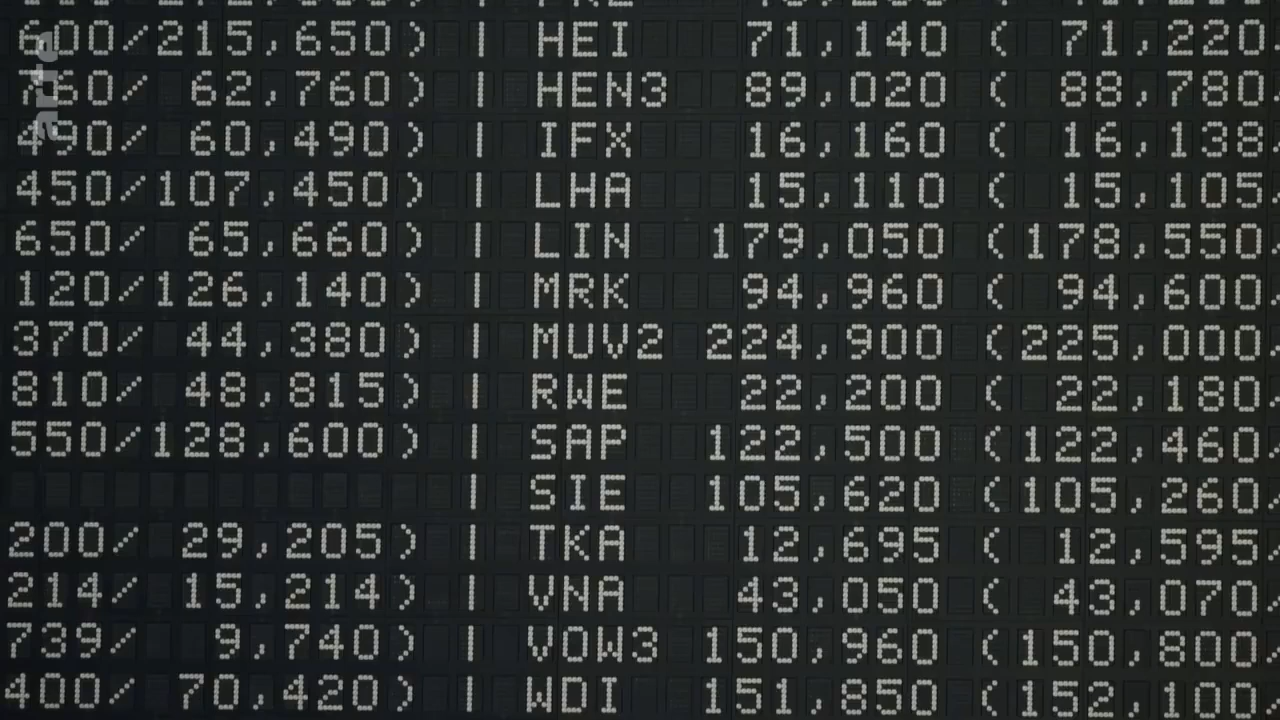 arte
600/215,650) | HEI 71,140 ( 71,220
760/ 62,760) | HEN3 89,020 ( 88,780
490/ 60,490) | IFX 16,160 ( 16,138
450/107,450) | LHA 15,110 ( 15,105
650/ 65,660) | LIN 179,050 (178,550
120/126,140) | MRK 94,960 ( 94,600
370/ 44,380) | MUV2 224,900 (225,000
810/ 48,815) | RWE 22,200 ( 22,180
550/128,600) | SAP 122,500 (122,460
| SIE 105,620 (105,260
200/ 29,205) | TKA 12,695 ( 12,595
214/ 15,214) | VNA 43,050 ( 43,070
739/ 9,740) | VOW3 150,960 (150,800
400/ 70,420) | WDI 151,850 (152,100